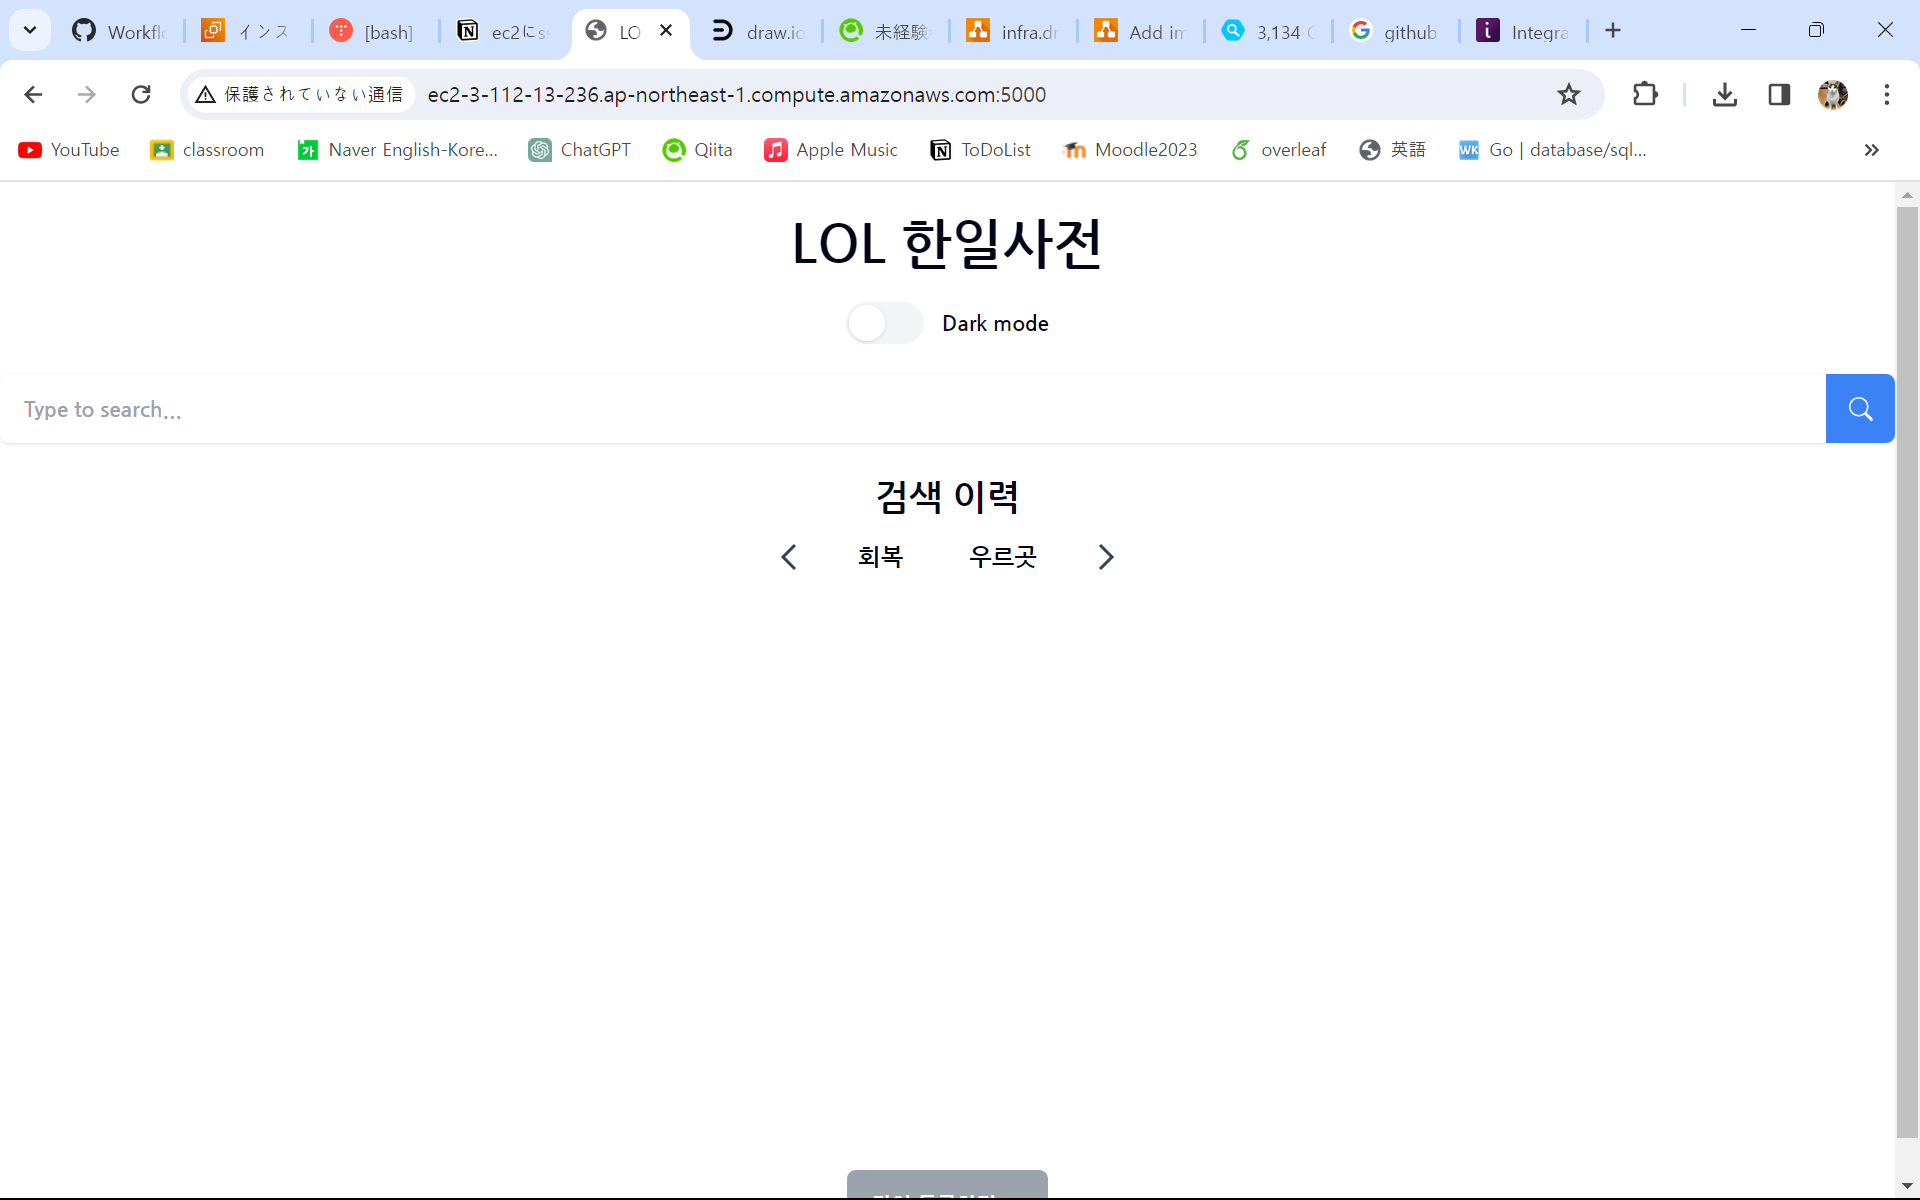 Workfl
インス
[bash]
ec2にs
LO
draw.io
未経験
infra.dr
Add im
3,134
github
Integra
保護されていない通信
ec2-3-112-13-236.ap-northeast-1.compute.amazonaws.com:5000
YouTube
classroom
Naver English-Kore...
ChatGPT
Qiita
Apple Music
ToDoList
Moodle2023
overleaf
英語
Go | database/sql...
LOL 한일사전
Dark mode
Type to search...
검색 이력
회복
우르곳